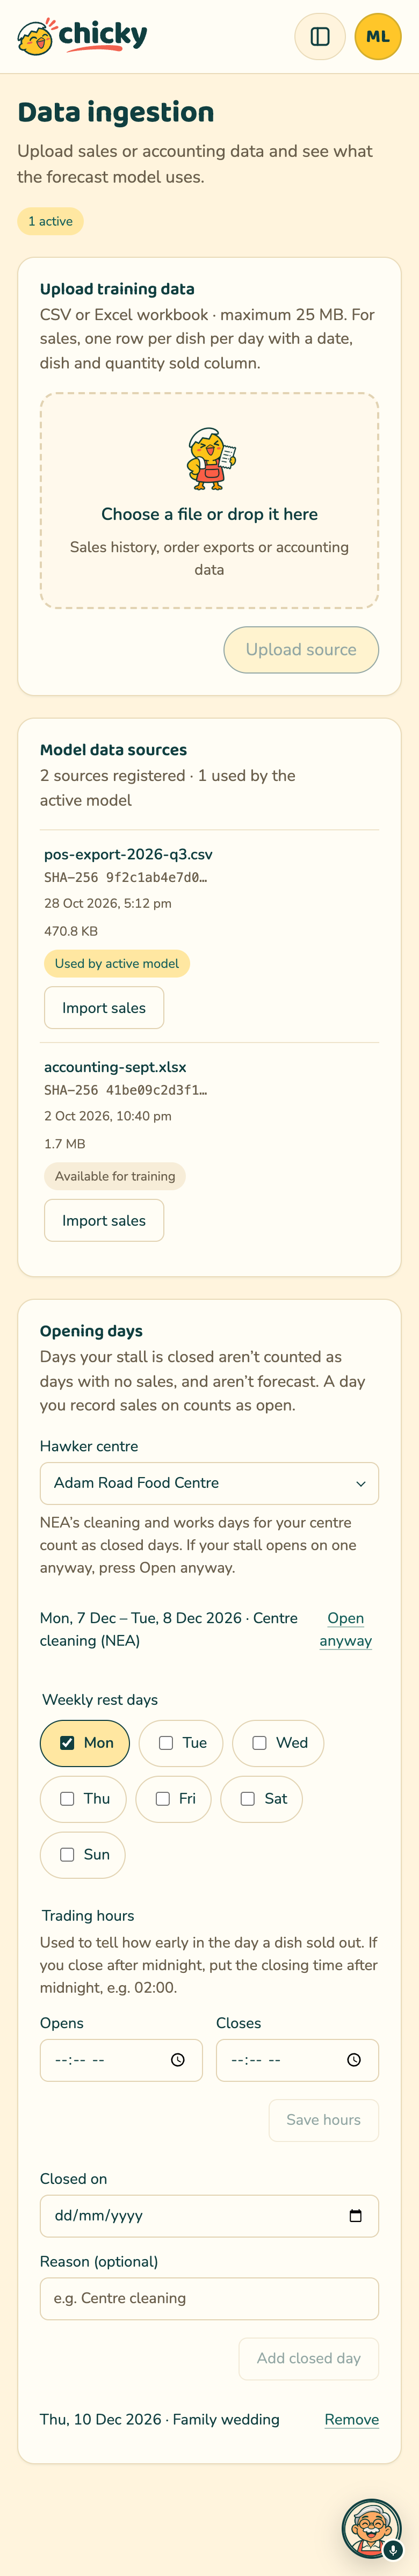 chicky
ML
Data ingestion
Upload sales or accounting data and see what
the forecast model uses.
1 active
Upload training data
CSV or Excel workbook · maximum 25 MB. For
sales, one row per dish per day with a date,
dish and quantity sold column.
Choose a file or drop it here
Sales history, order exports or accounting
data
Upload source
Model data sources
2 sources registered · 1 used by the
active model
pos-export-2026-q3.csv
SHA-256 9f2c1ab4e7d0…
28 Oct 2026, 5:12 pm
470.8 KB
Used by active model
Import sales
accounting-sept.xlsx
SHA-256 41be09c2d3f1…
2 Oct 2026, 10:40 pm
1.7 MB
Available for training
Import sales
Opening days
Days your stall is closed aren’t counted as
days with no sales, and aren’t forecast. A day
you record sales on counts as open.
Hawker centre
Adam Road Food Centre
NEA’s cleaning and works days for your centre
count as closed days. If your stall opens on one
anyway, press Open anyway.
Mon, 7 Dec – Tue, 8 Dec 2026 · Centre
cleaning (NEA)
Open
anyway
Weekly rest days
Mon
Tue
Wed
Thu
Fri
Sat
Sun
Trading hours
Used to tell how early in the day a dish sold out. If
you close after midnight, put the closing time after
midnight, e.g. 02:00.
Opens
Closes
--:-- --
--:-- --
Save hours
Closed on
dd/mm/yyyy
Reason (optional)
e.g. Centre cleaning
Add closed day
Thu, 10 Dec 2026 · Family wedding
Remove